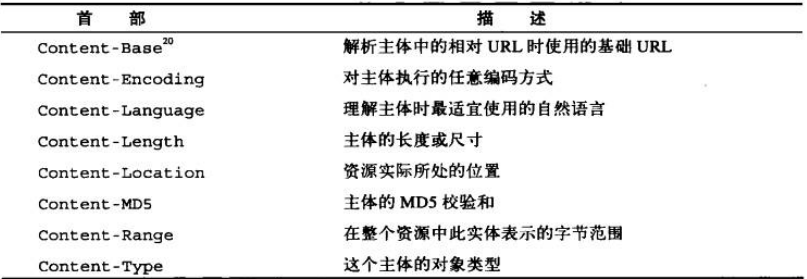 首 部 描 述
Content-Base20 解析主体中的相对 URL 时使用的基础 URL
Content-Encoding 对主体执行的任意编码方式
Content-Language 理解主体时最适宜使用的自然语言
Content-Length 主体的长度或尺寸
Content-Location 资源实际所处的位置
Content-MD5 主体的 MD5 校验和
Content-Range 在整个资源中此实体表示的字节范围
Content-Type 这个主体的对象类型